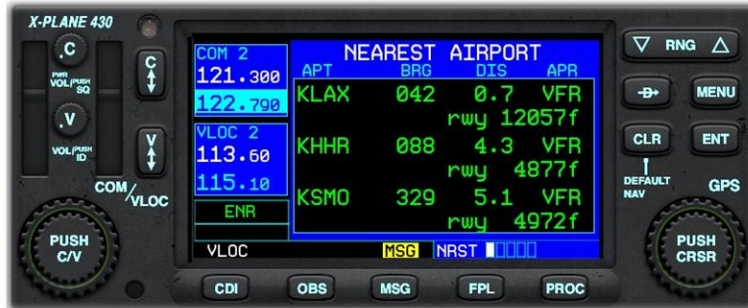 X-PLANE 430
.C
PWR
VOL/PUSH
SQ
C
.V
VOL/PUSH
ID
V
COM/VLOC
PUSH
C/V
COM 2
121.300
122.790
VLOC 2
113.60
115.10
ENR
VLOC
MSG
NRST
NEAREST AIRPORT
APT BRG DIS APR
KLAX 042 0.7 VFR
rwy 12057f
KHHR 088 4.3 VFR
rwy 4877f
KSMO 329 5.1 VFR
rwy 4972f
RNG
D
MENU
CLR
ENT
DEFAULT
NAV
GPS
PUSH
CRSR
CDI
OBS
MSG
FPL
PROC